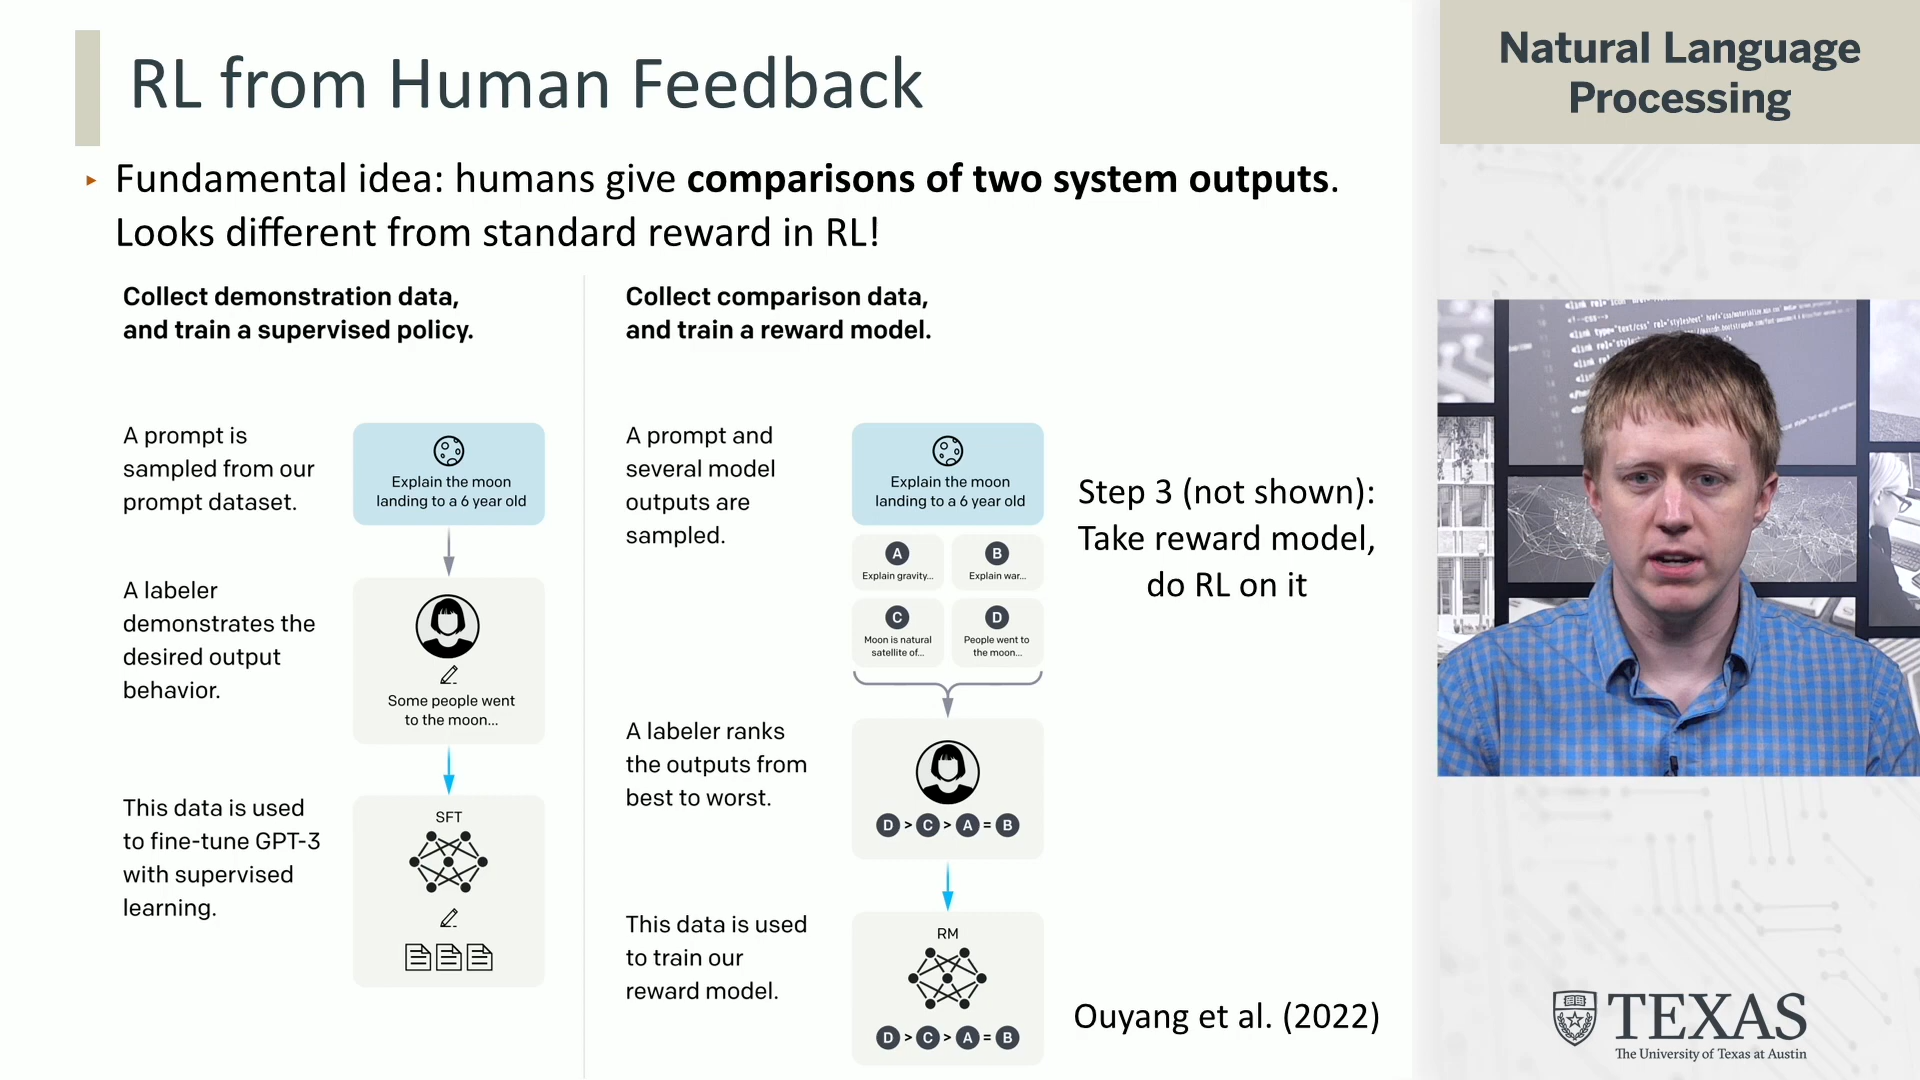 RL from Human Feedback
Fundamental idea: humans give comparisons of two system outputs.
Looks different from standard reward in RL!
Collect demonstration data,
and train a supervised policy.
A prompt is
sampled from our
prompt dataset.
Explain the moon
landing to a 6 year old
A labeler
demonstrates the
desired output
behavior.
Some people went
to the moon...
This data is used
to fine-tune GPT-3
with supervised
learning.
SFT
Collect comparison data,
and train a reward model.
A prompt and
several model
outputs are
sampled.
Explain the moon
landing to a 6 year old
A
Explain gravity...
B
Explain war...
C
Moon is natural
satellite of...
D
People went to
the moon...
A labeler ranks
the outputs from
best to worst.
D > C > A = B
This data is used
to train our
reward model.
RM
D > C > A = B
Step 3 (not shown):
Take reward model,
do RL on it
Ouyang et al. (2022)
Natural Language
Processing
TEXAS
The University of Texas at Austin